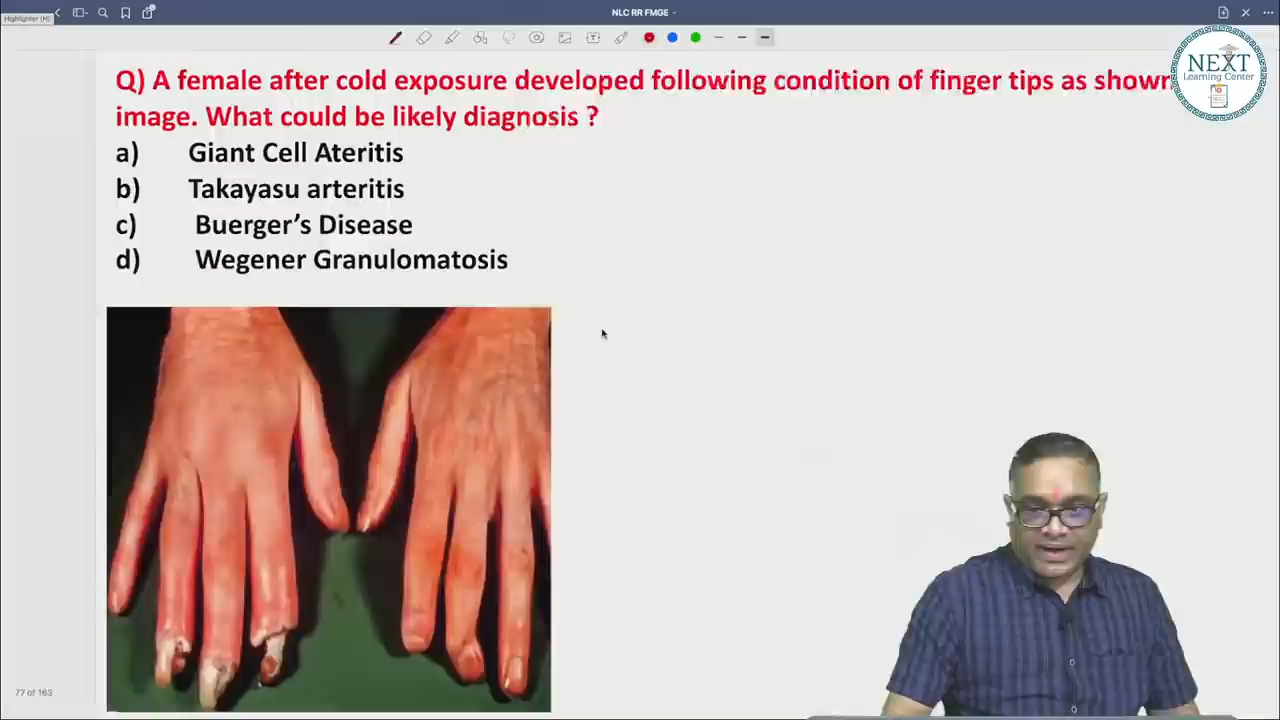 Highlighter (H)
NLC RR FMGE
NEXT
Learning Center
Q) A female after cold exposure developed following condition of finger tips as shown
image. What could be likely diagnosis ?
a) Giant Cell Ateritis
b) Takayasu arteritis
c) Buerger’s Disease
d) Wegener Granulomatosis
77 of 163